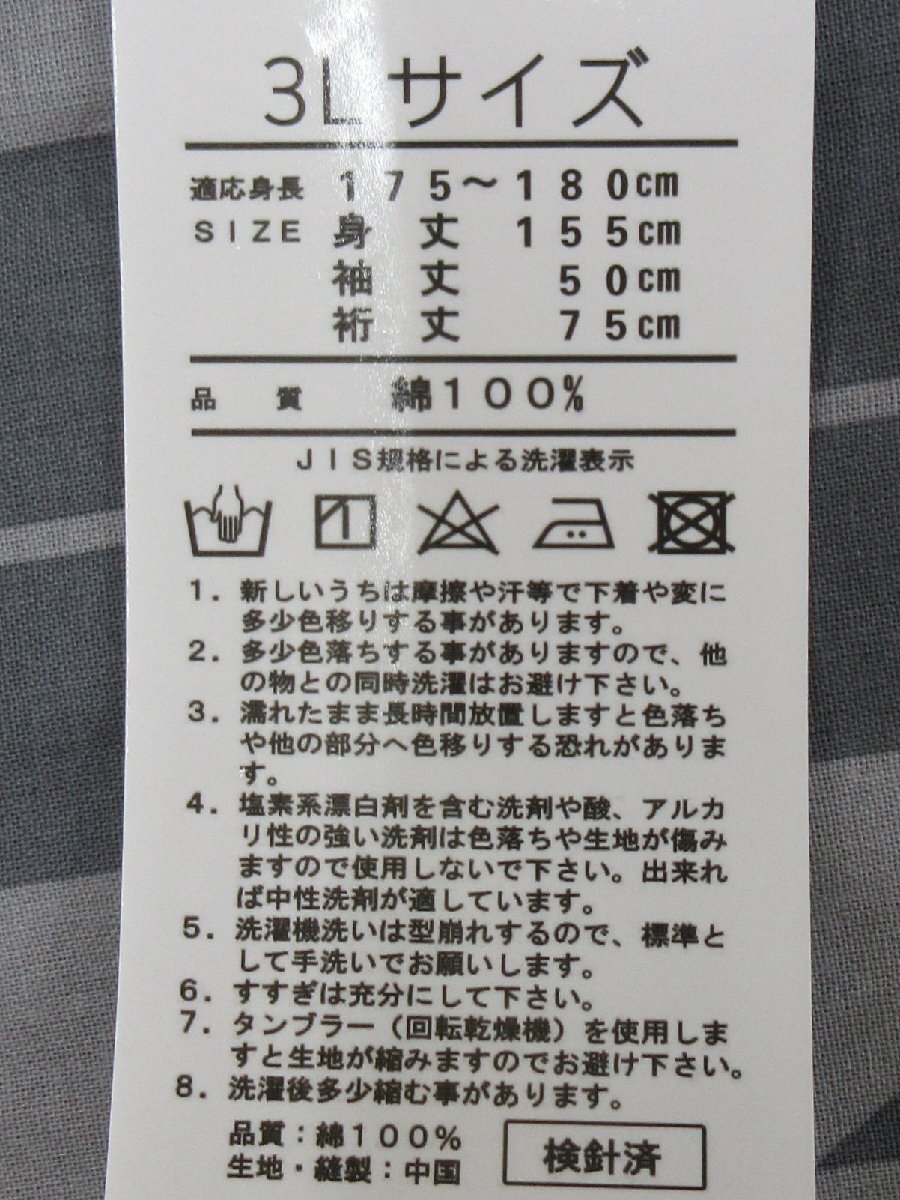 3Lサイズ
適応身長 175～180cm
SIZE 身丈 155cm
袖丈 50cm
裄丈 75cm
品質 綿100%
JIS規格による洗濯表示
1. 新しいうちは摩擦や汗等で下着や変に
多少色移りする事があります。
2. 多少色落ちする事がありますので、他
の物との同時洗濯はお避け下さい。
3. 濡れたまま長時間放置しますと色落ち
や他の部分へ色移りする恐れがありま
す。
4. 塩素系漂白剤を含む洗剤や酸、アルカ
リ性の強い洗剤は色落ちや生地が傷み
ますので使用しないで下さい。出来れ
ば中性洗剤が適しています。
5. 洗濯機洗いは型崩れするので、標準と
して手洗いでお願いします。
6. すすぎは充分にして下さい。
7. タンブラー（回転乾燥機）を使用しま
すと生地が縮みますのでお避け下さい。
8. 洗濯後多少縮む事があります。
品質：綿100%
生地・縫製：中国
検針済